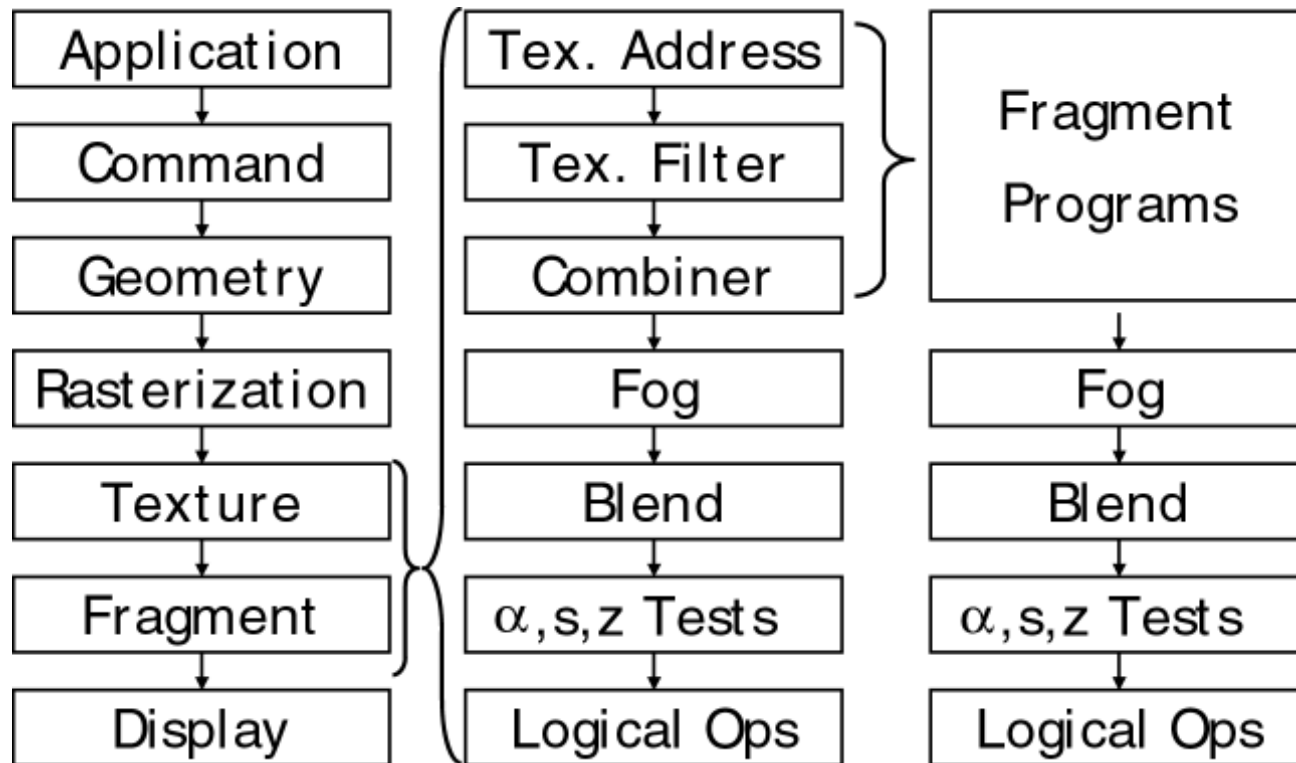 Application
Command
Geometry
Rasterization
Texture
Fragment
Display
Tex. Address
Tex. Filter
Combiner
Fog
Blend
α,s,z Tests
Logical Ops
Fragment
Programs
Fog
Blend
α,s,z Tests
Logical Ops